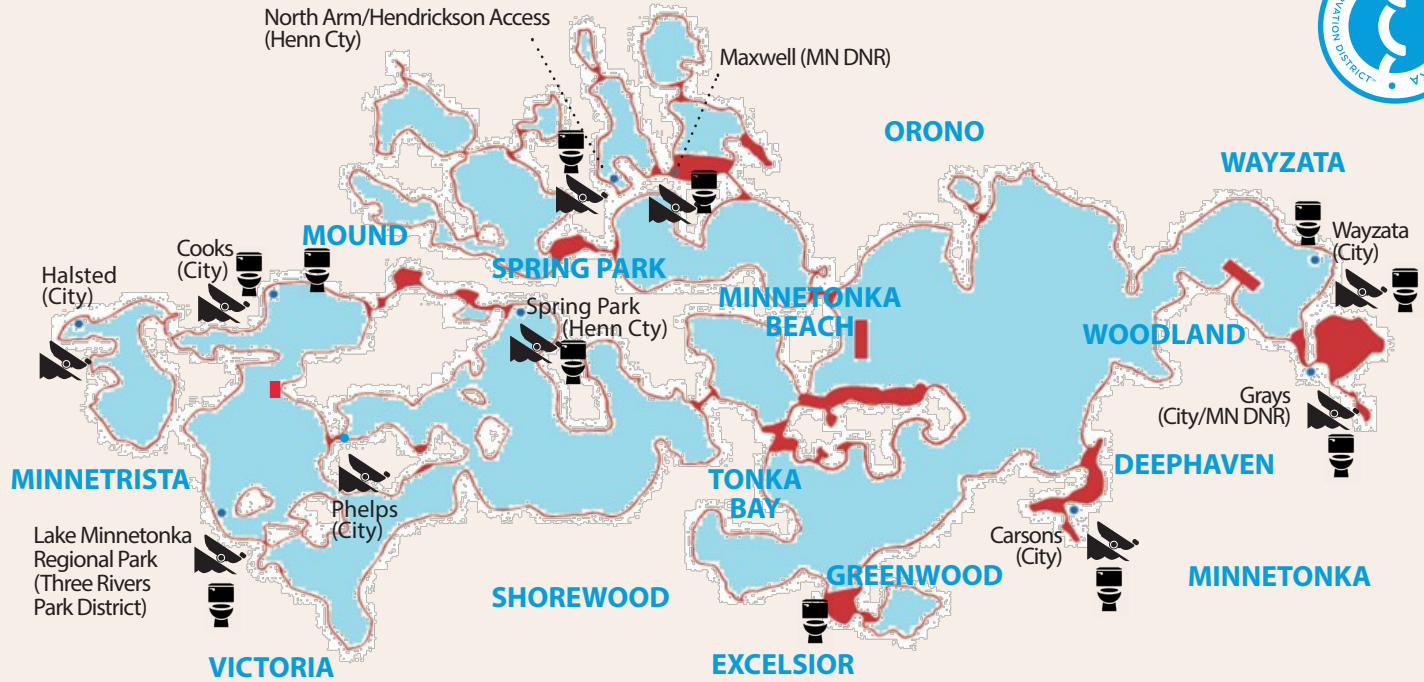 North Arm/Hendrickson Access
(Henn Cty)
Maxwell (MN DNR)
VATION DISTRICT
ORONO
WAYZATA
Wayzata
(City)
MOUND
Cooks
(City)
Halsted
(City)
SPRING PARK
Spring Park
(Henn Cty)
MINNETONKA
BEACH
WOODLAND
Grays
(City/MN DNR)
MINNETRISTA
Phelps
(City)
TONKA
BAY
DEEPHAVEN
Lake Minnetonka
Regional Park
(Three Rivers
Park District)
Carsons
(City)
SHOREWOOD
GREENWOOD
MINNETONKA
VICTORIA
EXCELSIOR